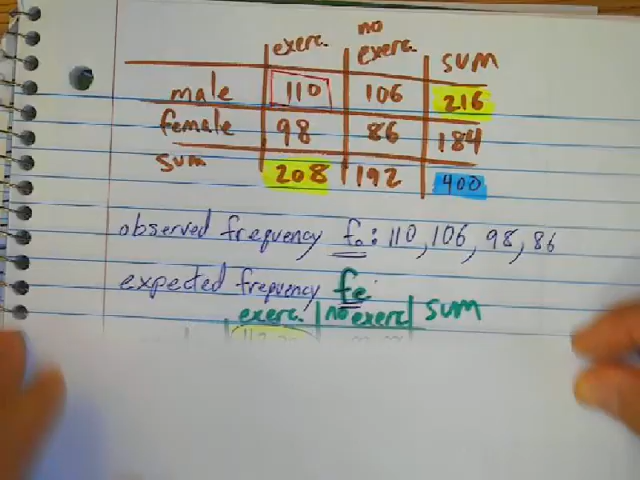 exerc. no exerc. sum
male 110 106 216
female 98 86 184
sum 208 192 400
observed frequency fo: 110, 106, 98, 86
expected frequency fe:
exerc. no exerc sum